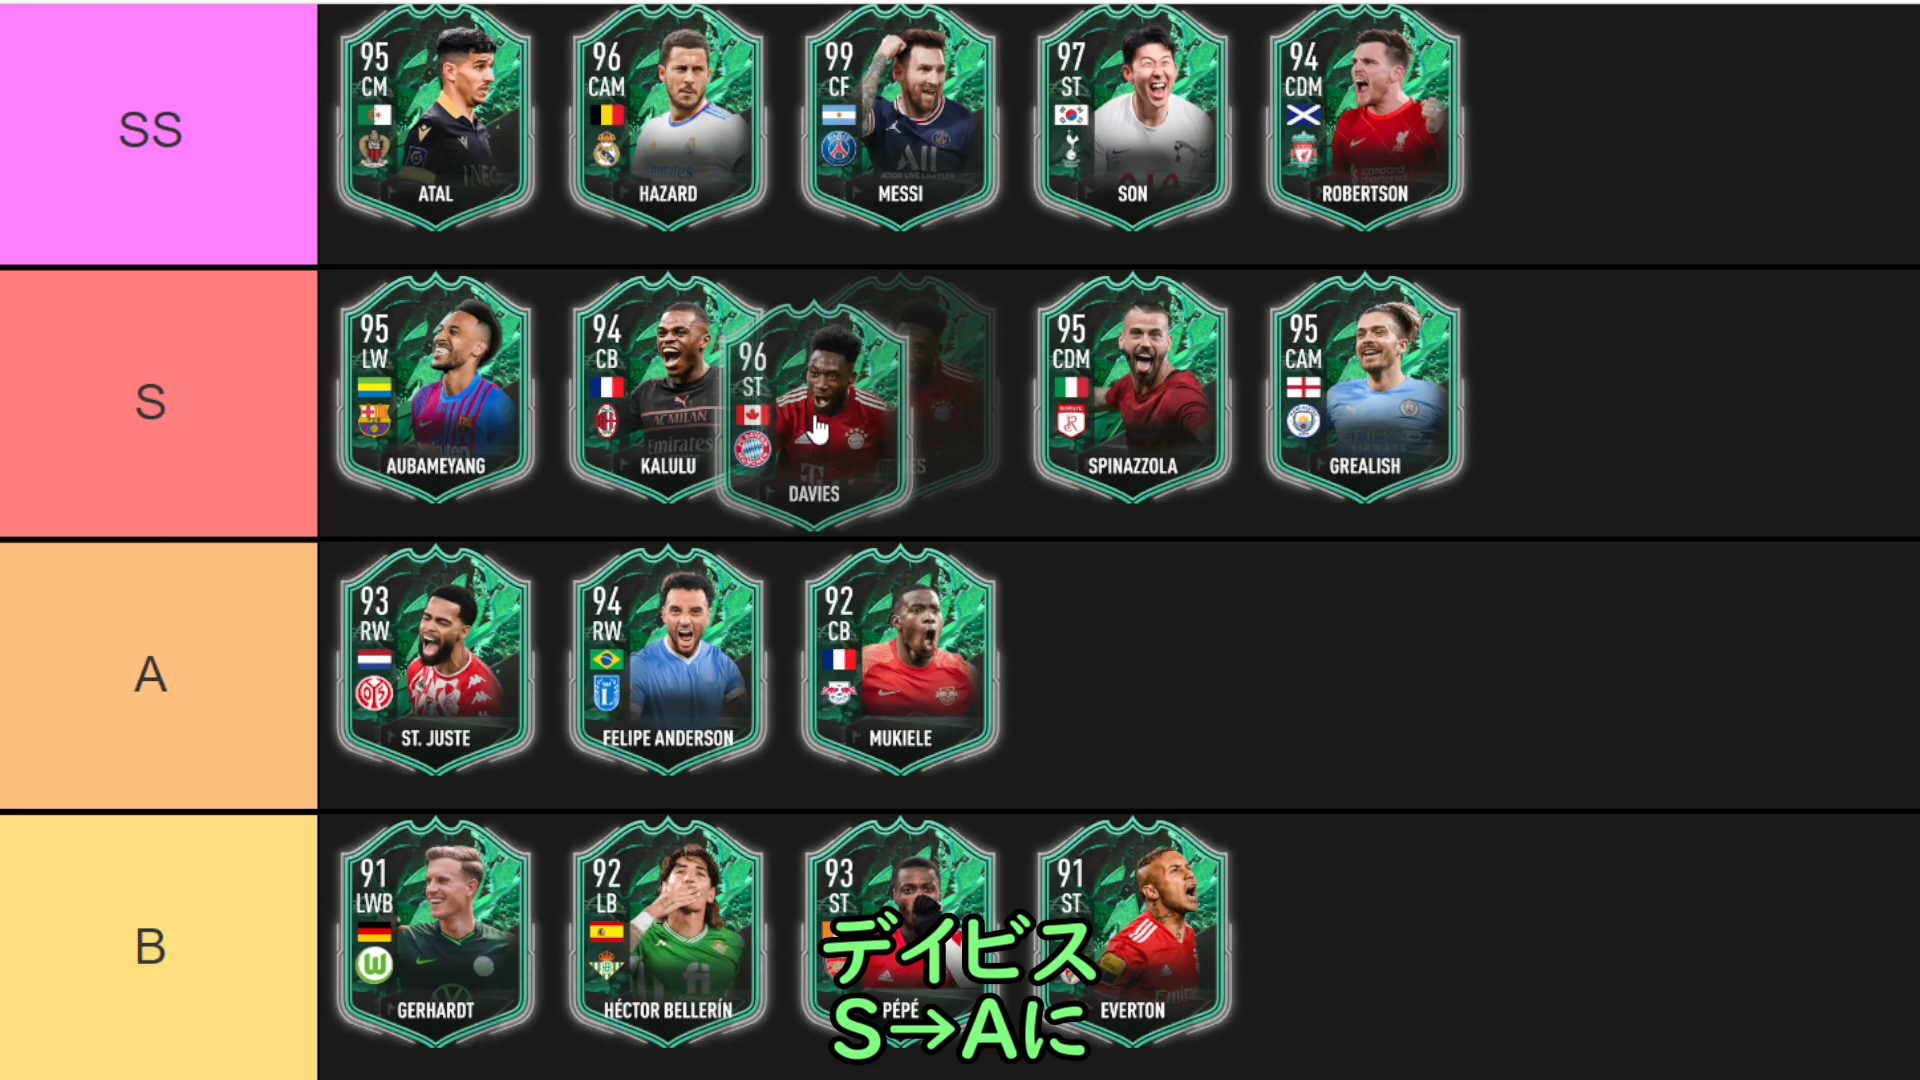 SS
95
CM
ATAL
96
CAM
HAZARD
99
CF
MESSI
97
ST
SON
94
CDM
ROBERTSON
S
95
LW
AUBAMEYANG
94
CB
KALULU
96
ST
DAVIES
95
CDM
SPINAZZOLA
95
CAM
GREALISH
A
93
RW
ST. JUSTE
94
RW
FELIPE ANDERSON
92
CB
MUKIELE
B
91
LWB
GERHARDT
92
LB
HÉCTOR BELLERÍN
93
ST
PÉPÉ
91
ST
EVERTON
デイビス
S→Aに